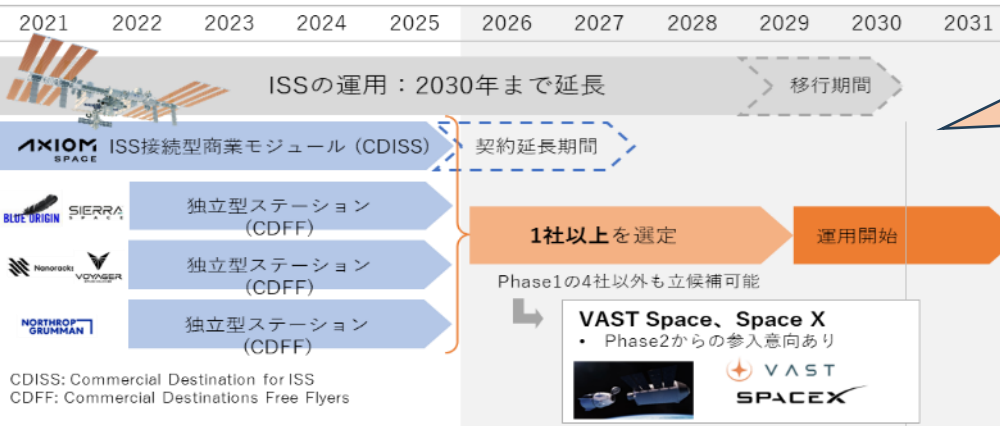 2021 2022 2023 2024 2025 2026 2027 2028 2029 2030 2031
ISSの運用：2030年まで延長
移行期間
AXIOM
SPACE
ISS接続型商業モジュール（CDISS）
契約延長期間
BLUE ORIGIN
SIERRA
SPACE
独立型ステーション
(CDFF)
1社以上を選定
運用開始
Nanoracks
VOYAGER
独立型ステーション
(CDFF)
Phase1の4社以外も立候補可能
NORTHROP
GRUMMAN
独立型ステーション
(CDFF)
VAST Space、Space X
• Phase2からの参入意向あり
VAST
SPACEX
CDISS: Commercial Destination for ISS
CDFF: Commercial Destinations Free Flyers